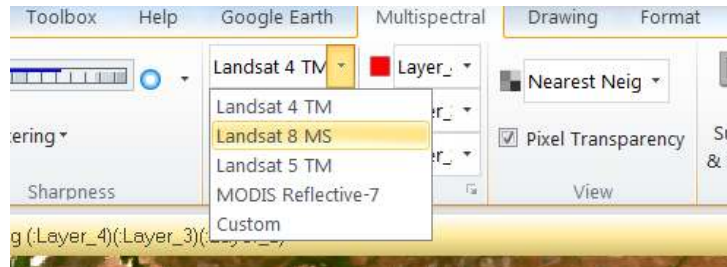 Toolbox Help Google Earth Multispectral Drawing Format
Landsat 4 TM Layer_ Nearest Neig
Landsat 4 TM
Landsat 8 MS Pixel Transparency
Landsat 5 TM &
MODIS Reflective-7
Sharpness View
Custom
g (:Layer_4)(:Layer_3)(